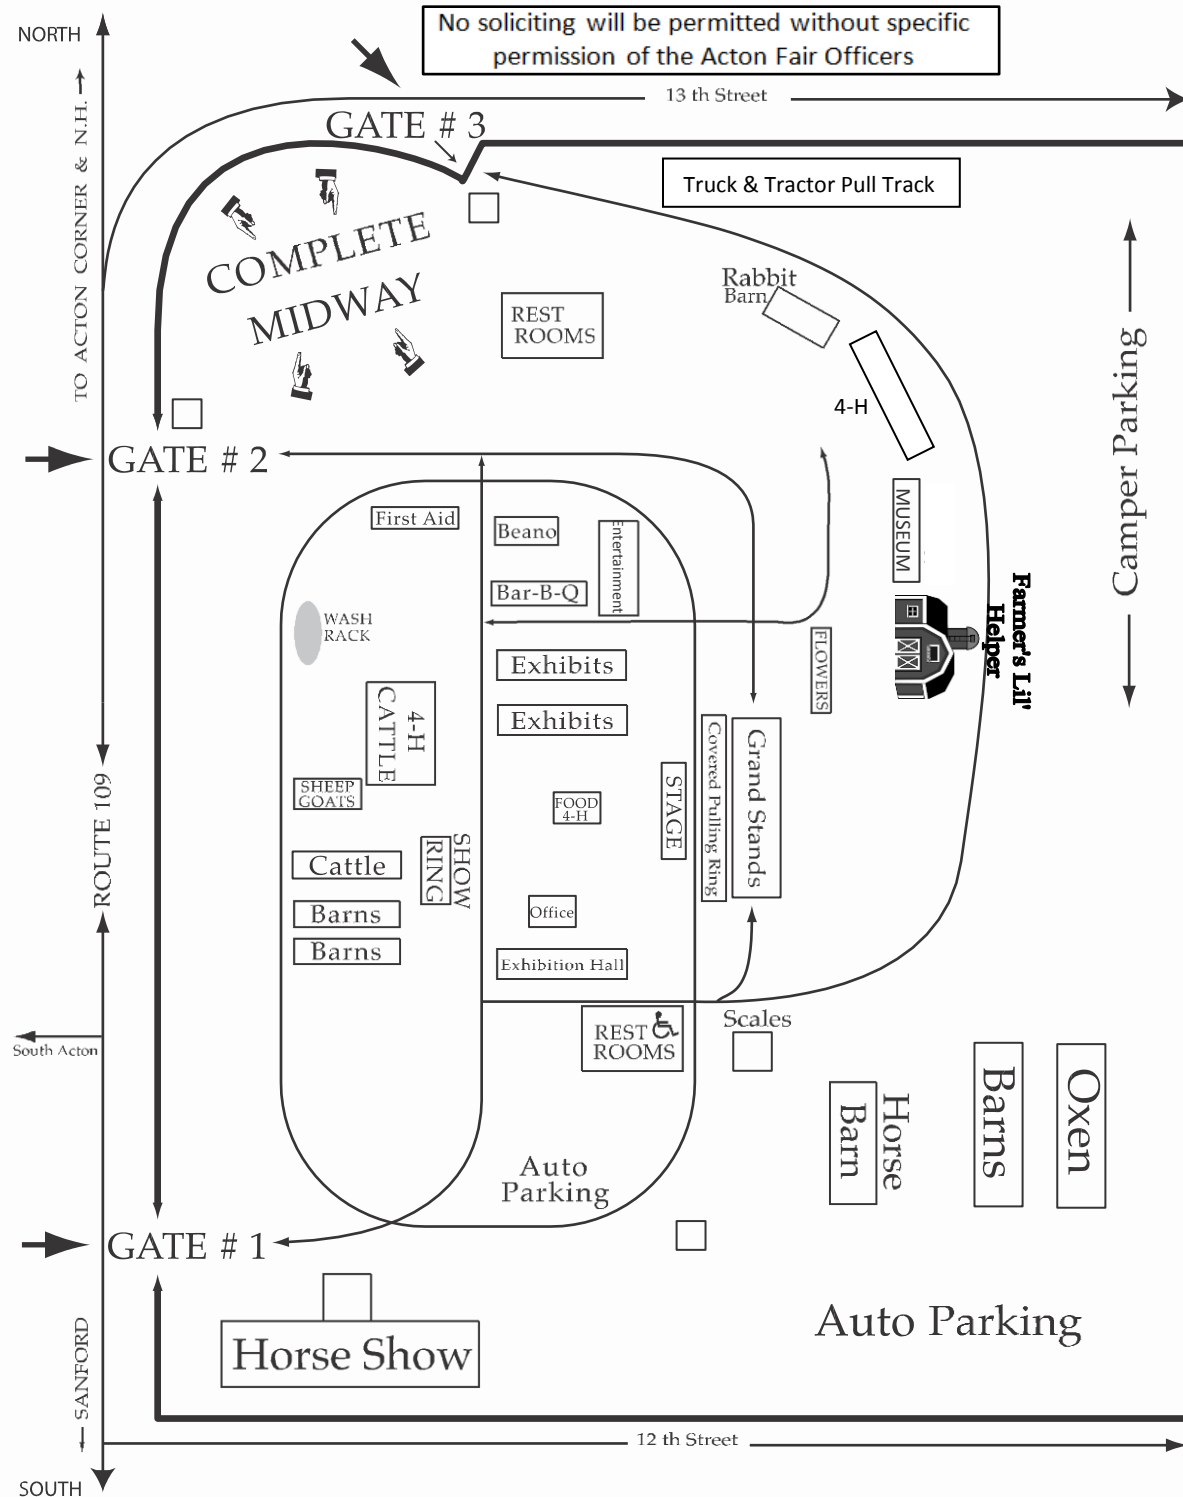 No soliciting will be permitted without specific
permission of the Acton Fair Officers
NORTH
TO ACTON CORNER & N.H.
13 th Street
GATE # 3
Truck & Tractor Pull Track
COMPLETE
MIDWAY
REST
ROOMS
Rabbit
Barn
4-H
Camper Parking
GATE # 2
First Aid
Beano
Entertainment
MUSEUM
Bar-B-Q
WASH
RACK
Farmer's Lil'
Helper
FLOWERS
Exhibits
Exhibits
4-H
CATTLE
SHEEP
GOATS
FOOD
4-H
STAGE
Covered Pulling Ring
Grand Stands
ROUTE 109
Cattle
SHOW
RING
Barns
Barns
Office
Exhibition Hall
South Acton
REST
ROOMS
Scales
Horse
Barn
Barns
Oxen
Auto
Parking
GATE # 1
Horse Show
Auto Parking
SANFORD
12 th Street
SOUTH